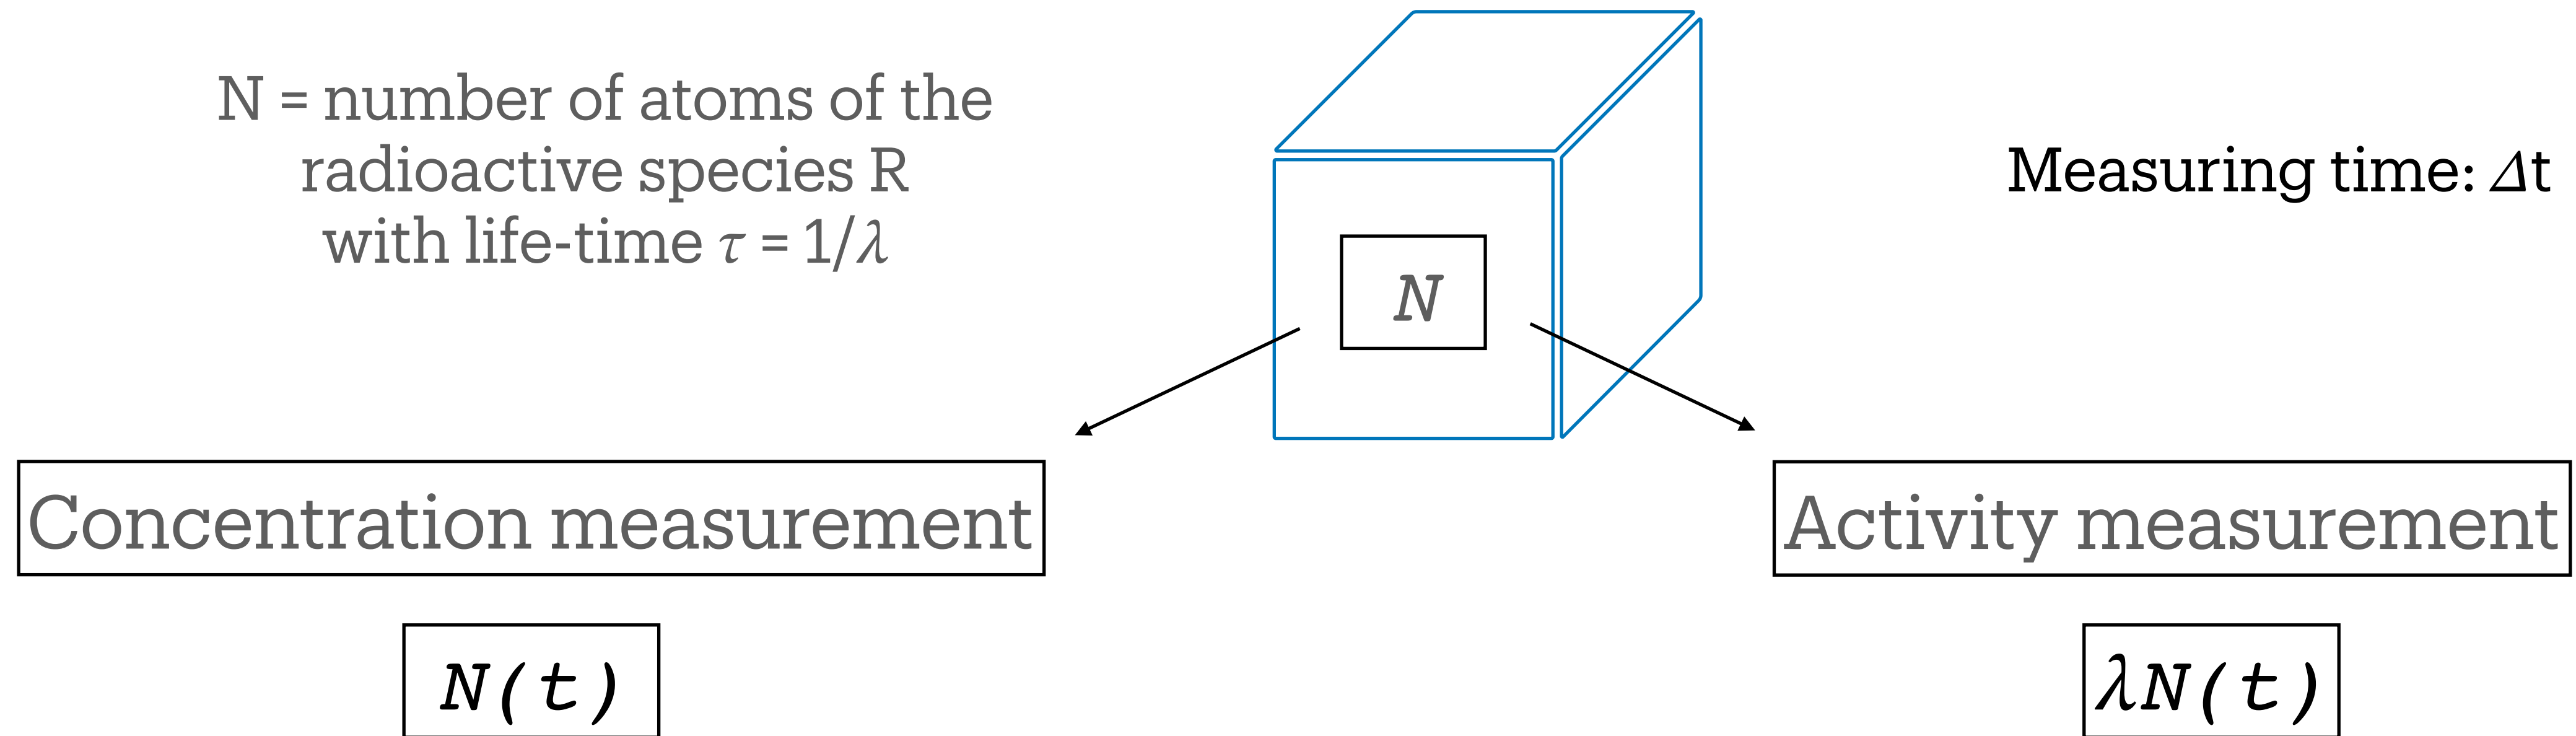 N = number of atoms of the
radioactive species R
with life-time τ = 1/λ
Measuring time: Δt
N
Concentration measurement
Activity measurement
N(t)
λN(t)